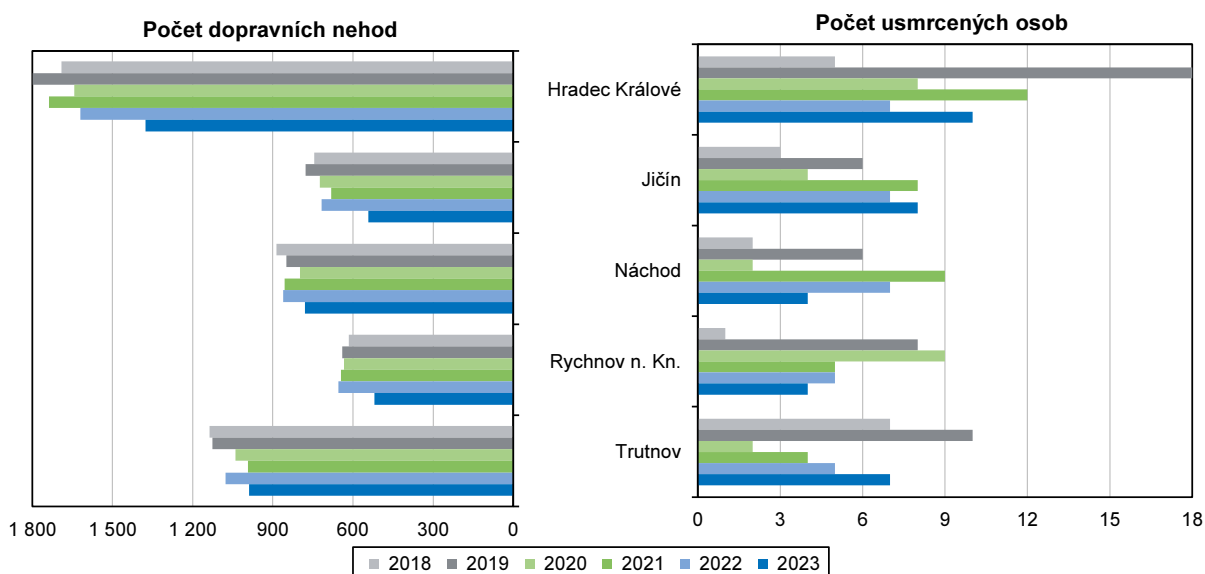 Počet dopravních nehod
Počet usmrcených osob
Hradec Králové
Jičín
Náchod
Rychnov n. Kn.
Trutnov
1 800 1 500 1 200 900 600 300 0
0 3 6 9 12 15 18
2018 2019 2020 2021 2022 2023